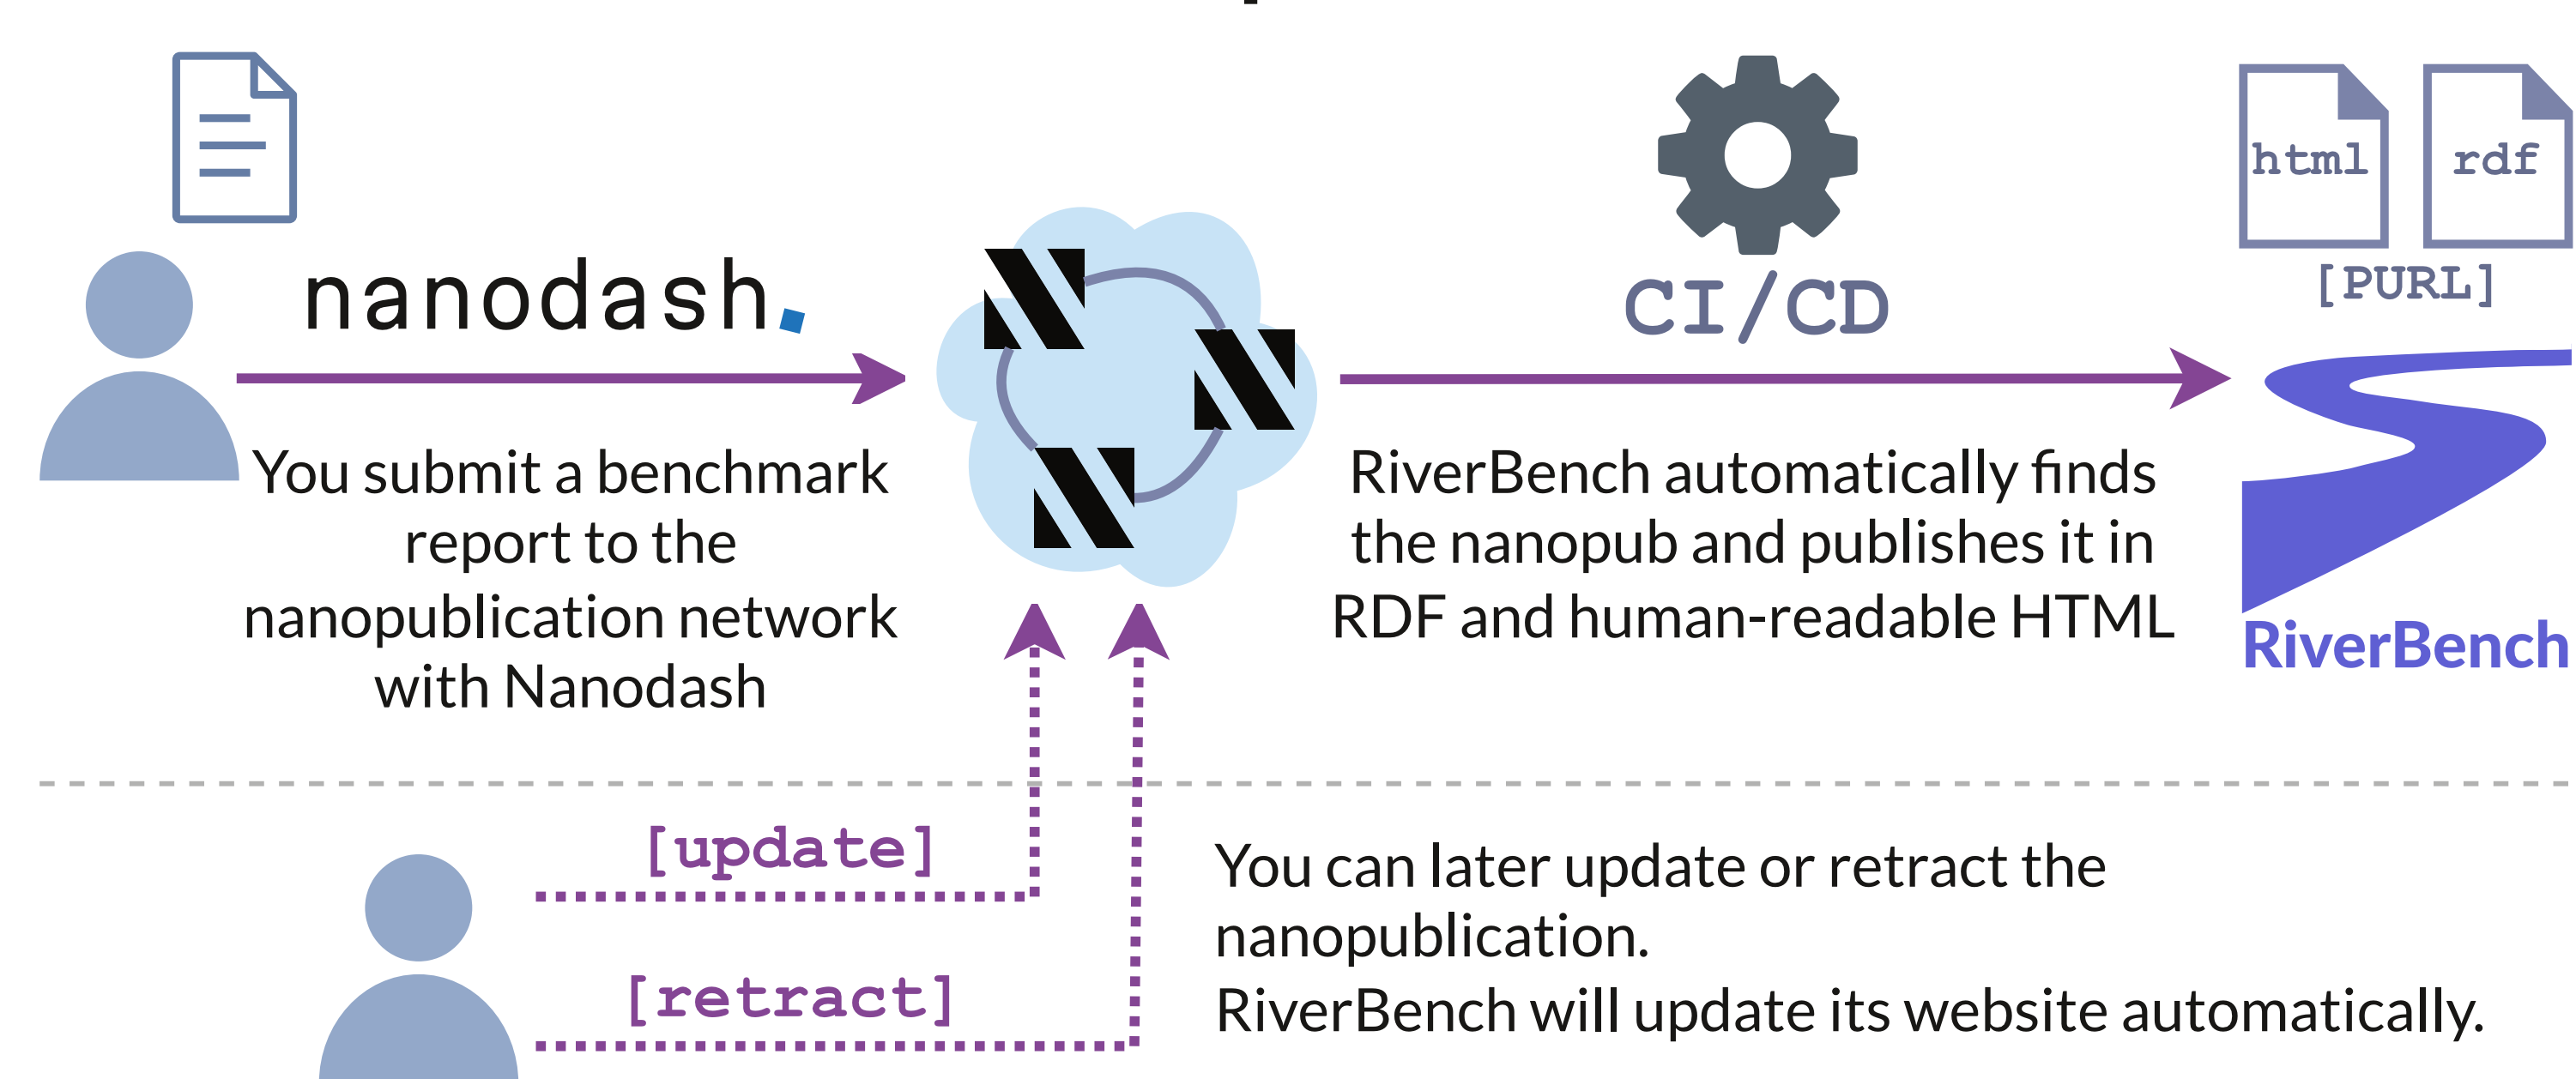 html
rdf
[PURL]
nanodash.
CI/CD
You submit a benchmark
report to the
nanopublication network
with Nanodash
RiverBench automatically finds
the nanopub and publishes it in
RDF and human-readable HTML
RiverBench
[update]
[retract]
You can later update or retract the
nanopublication.
RiverBench will update its website automatically.